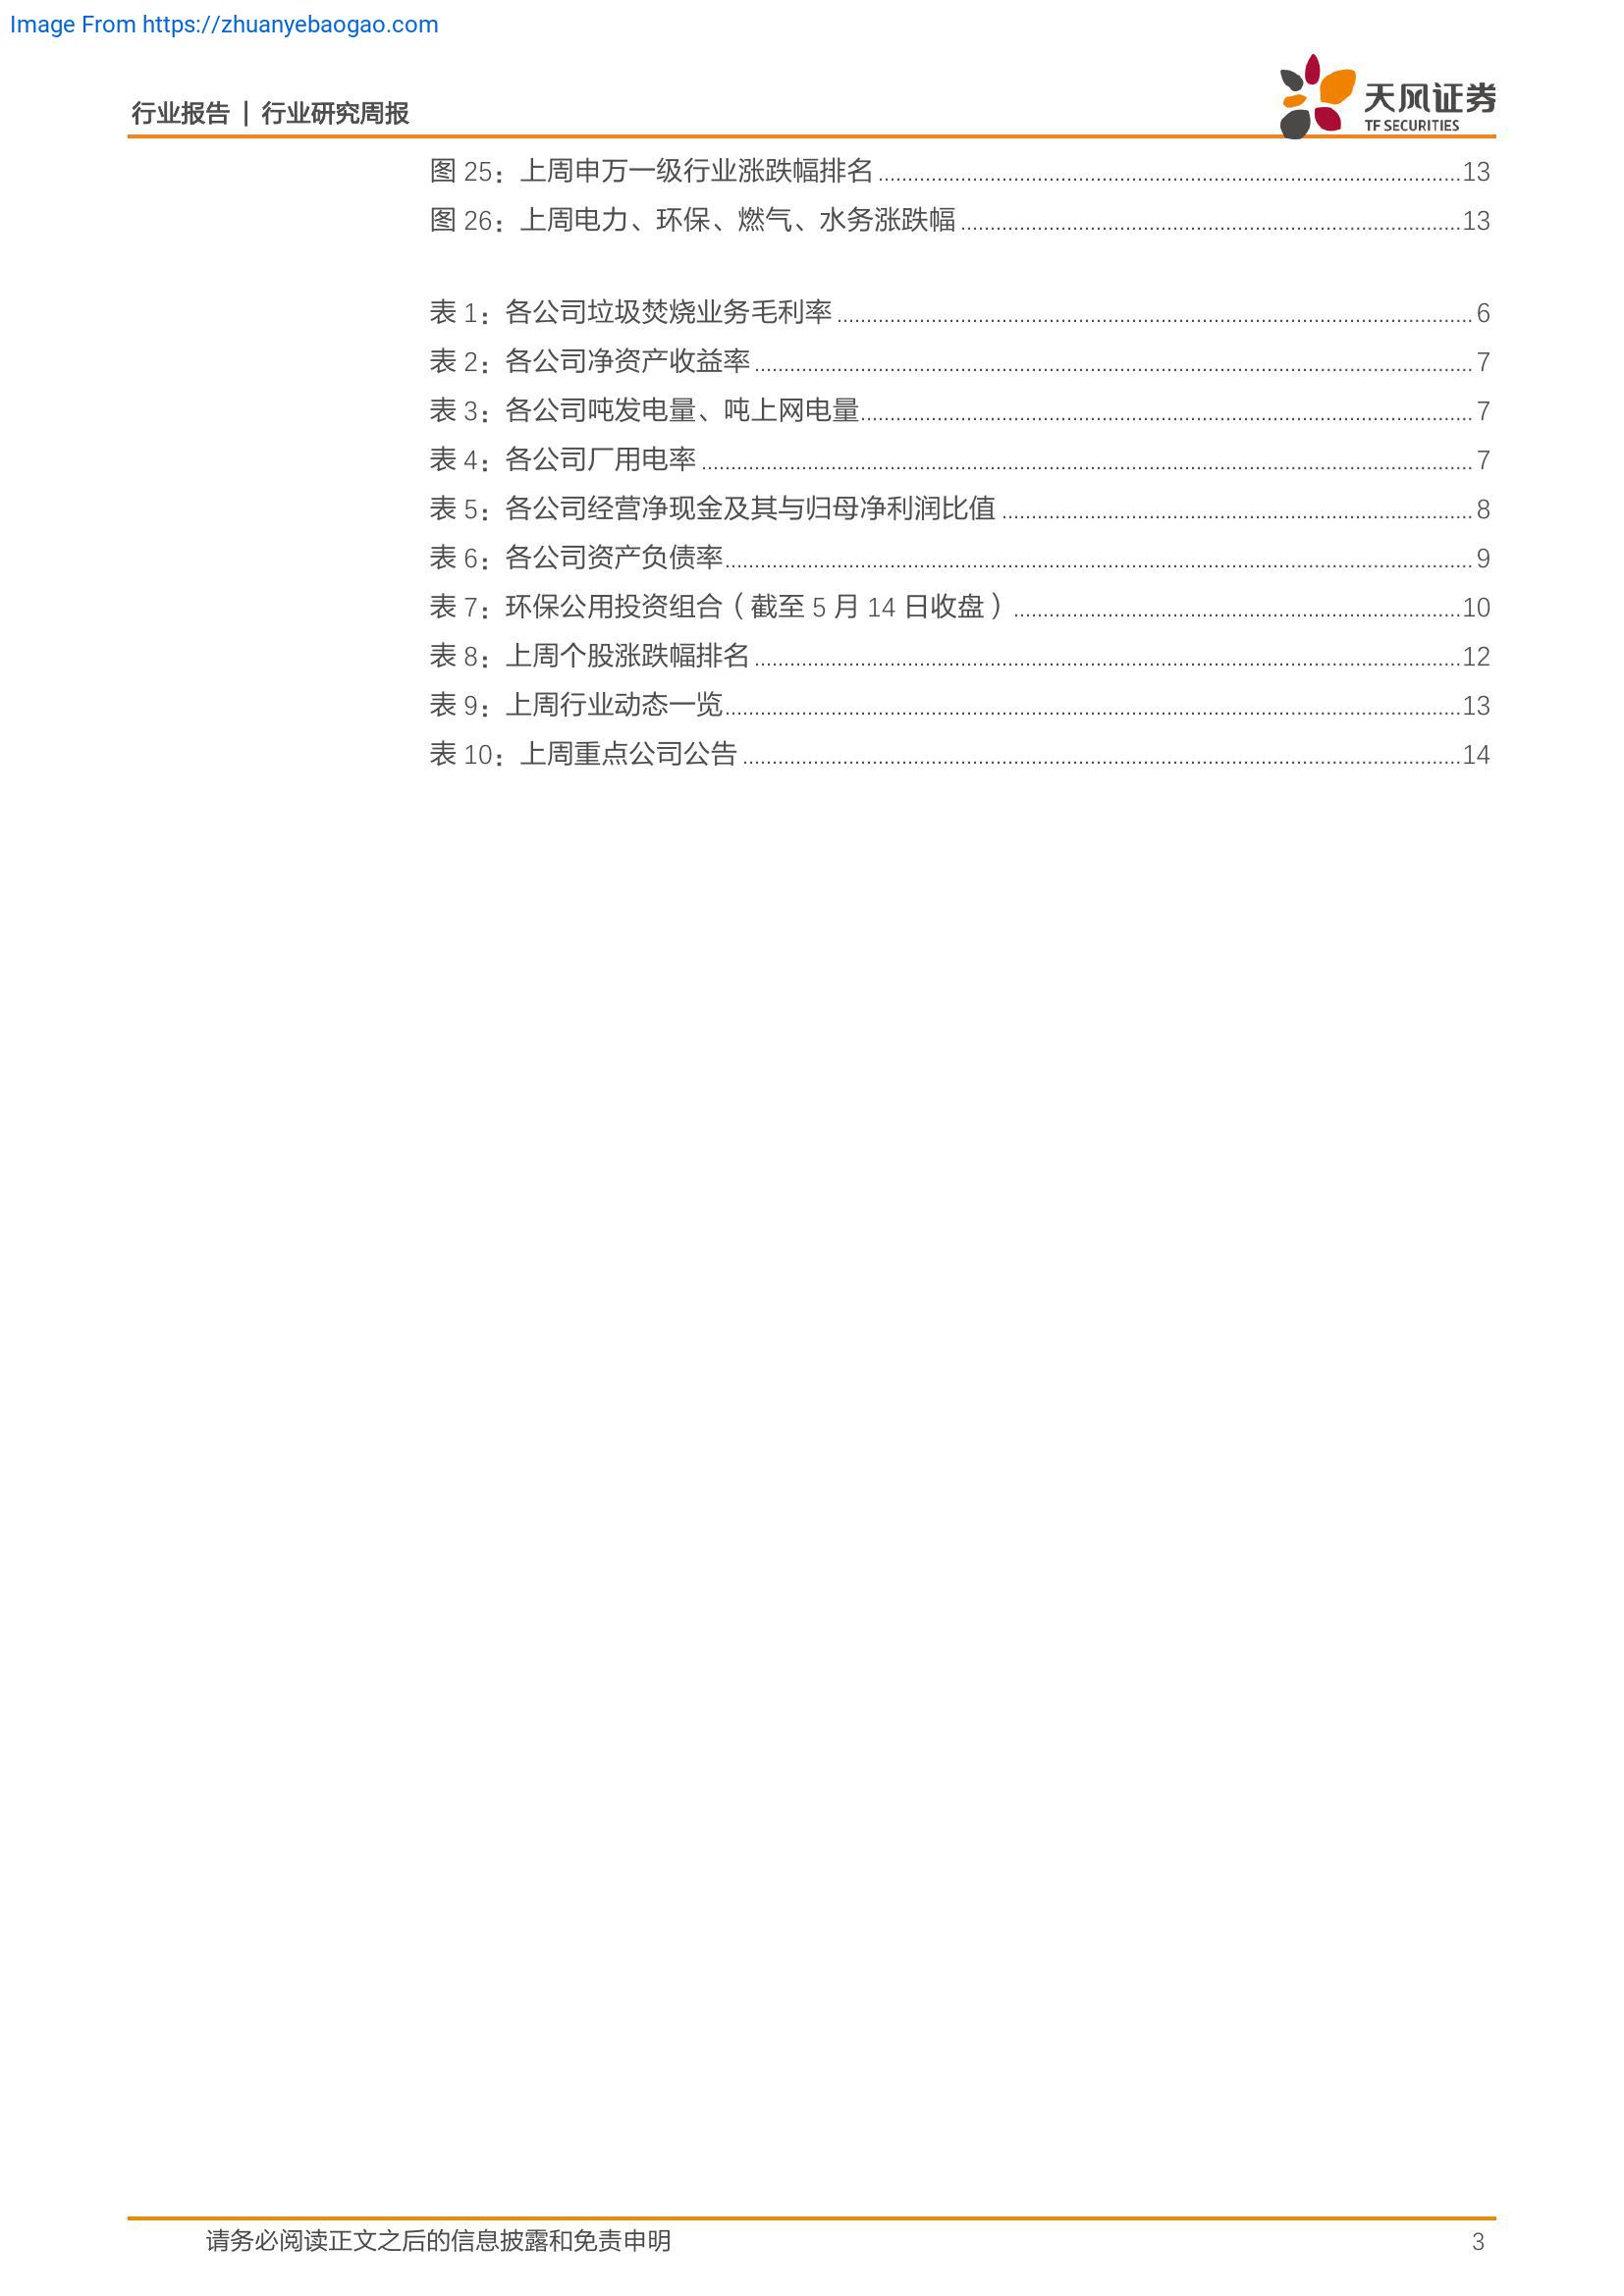 Image From https://zhuanyebaogao.com
行业报告 | 行业研究周报
天风证券
TF SECURITIES
图 25：上周申万一级行业涨跌幅排名 13
图 26：上周电力、环保、燃气、水务涨跌幅 13
表 1：各公司垃圾焚烧业务毛利率 6
表 2：各公司净资产收益率 7
表 3：各公司吨发电量、吨上网电量 7
表 4：各公司厂用电率 7
表 5：各公司经营净现金及其与归母净利润比值 8
表 6：各公司资产负债率 9
表 7：环保公用投资组合（截至 5 月 14 日收盘） 10
表 8：上周个股涨跌幅排名 12
表 9：上周行业动态一览 13
表 10：上周重点公司公告 14
请务必阅读正文之后的信息披露和免责申明 3